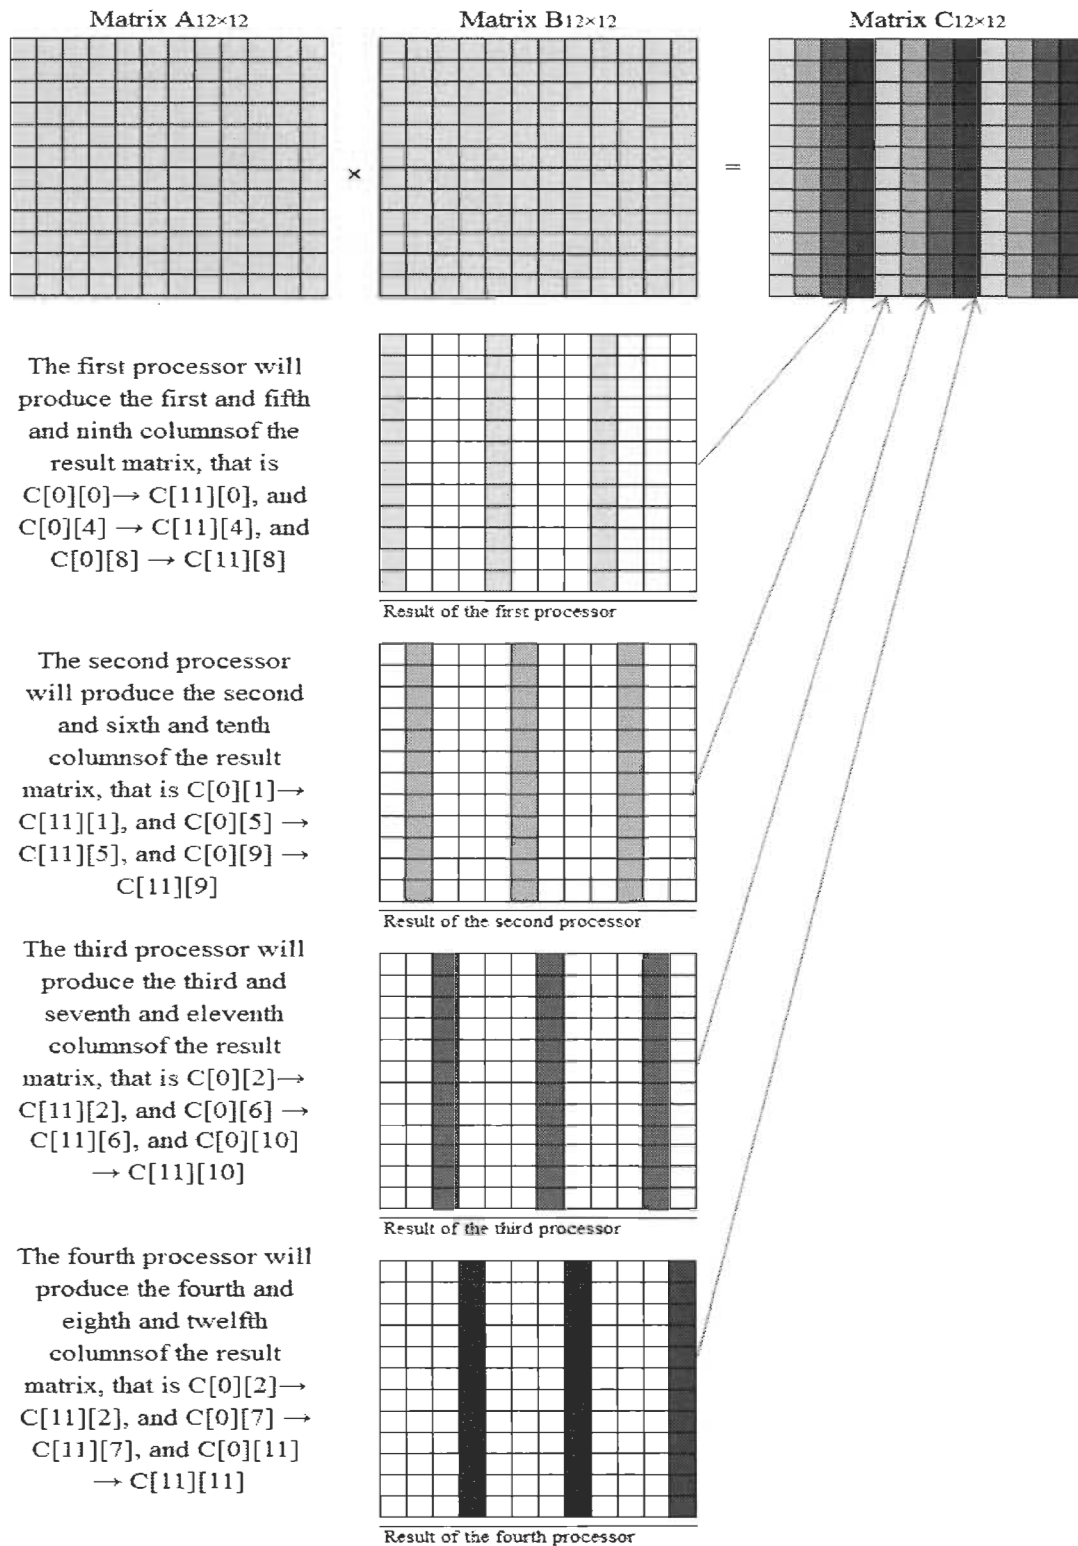 Matrix A12×12
Matrix B12×12
Matrix C12×12
×
=
The first processor will
produce the first and fifth
and ninth columnsof the
result matrix, that is
C[0][0]→ C[11][0], and
C[0][4] → C[11][4], and
C[0][8] → C[11][8]
Result of the first processor
The second processor
will produce the second
and sixth and tenth
columnsof the result
matrix, that is C[0][1]→
C[11][1], and C[0][5] →
C[11][5], and C[0][9] →
C[11][9]
Result of the second processor
The third processor will
produce the third and
seventh and eleventh
columnsof the result
matrix, that is C[0][2]→
C[11][2], and C[0][6] →
C[11][6], and C[0][10]
→ C[11][10]
Result of the third processor
The fourth processor will
produce the fourth and
eighth and twelfth
columnsof the result
matrix, that is C[0][2]→
C[11][2], and C[0][7] →
C[11][7], and C[0][11]
→ C[11][11]
Result of the fourth processor